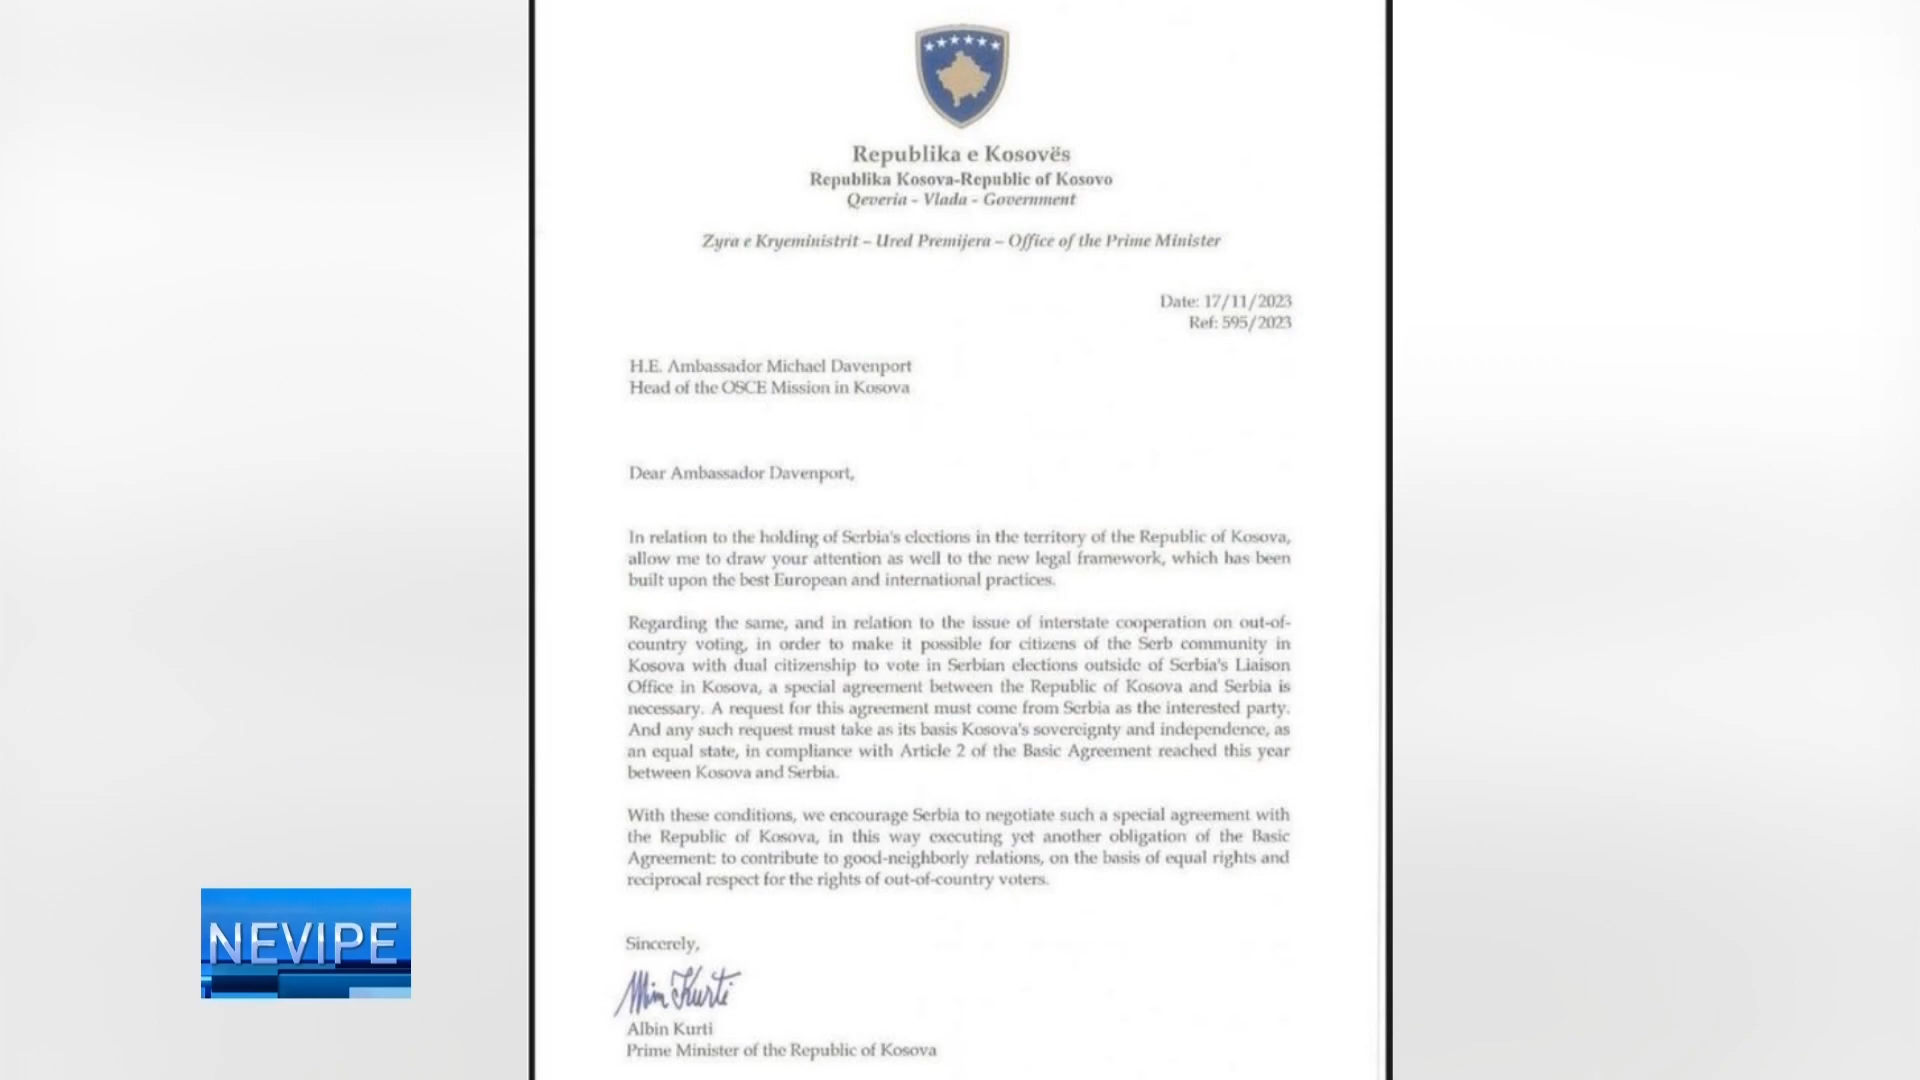 Republika e Kosovës
Republika Kosova-Republic of Kosovo
Qeveria - Vlada - Government
Zyra e Kryeministrit – Ured Premijera – Office of the Prime Minister
Date: 17/11/2023
Ref: 595/2023
H.E. Ambassador Michael Davenport
Head of the OSCE Mission in Kosova
Dear Ambassador Davenport,
In relation to the holding of Serbia's elections in the territory of the Republic of Kosova,
allow me to draw your attention as well to the new legal framework, which has been
built upon the best European and international practices.
Regarding the same, and in relation to the issue of interstate cooperation on out-of-
country voting, in order to make it possible for citizens of the Serb community in
Kosova with dual citizenship to vote in Serbian elections outside of Serbia's Liaison
Office in Kosova, a special agreement between the Republic of Kosova and Serbia is
necessary. A request for this agreement must come from Serbia as the interested party.
And any such request must take as its basis Kosova's sovereignty and independence, as
an equal state, in compliance with Article 2 of the Basic Agreement reached this year
between Kosova and Serbia.
With these conditions, we encourage Serbia to negotiate such a special agreement with
the Republic of Kosova, in this way executing yet another obligation of the Basic
Agreement: to contribute to good-neighborly relations, on the basis of equal rights and
reciprocal respect for the rights of out-of-country voters.
Sincerely,
Albin Kurti
Albin Kurti
Prime Minister of the Republic of Kosova
NEVIPE